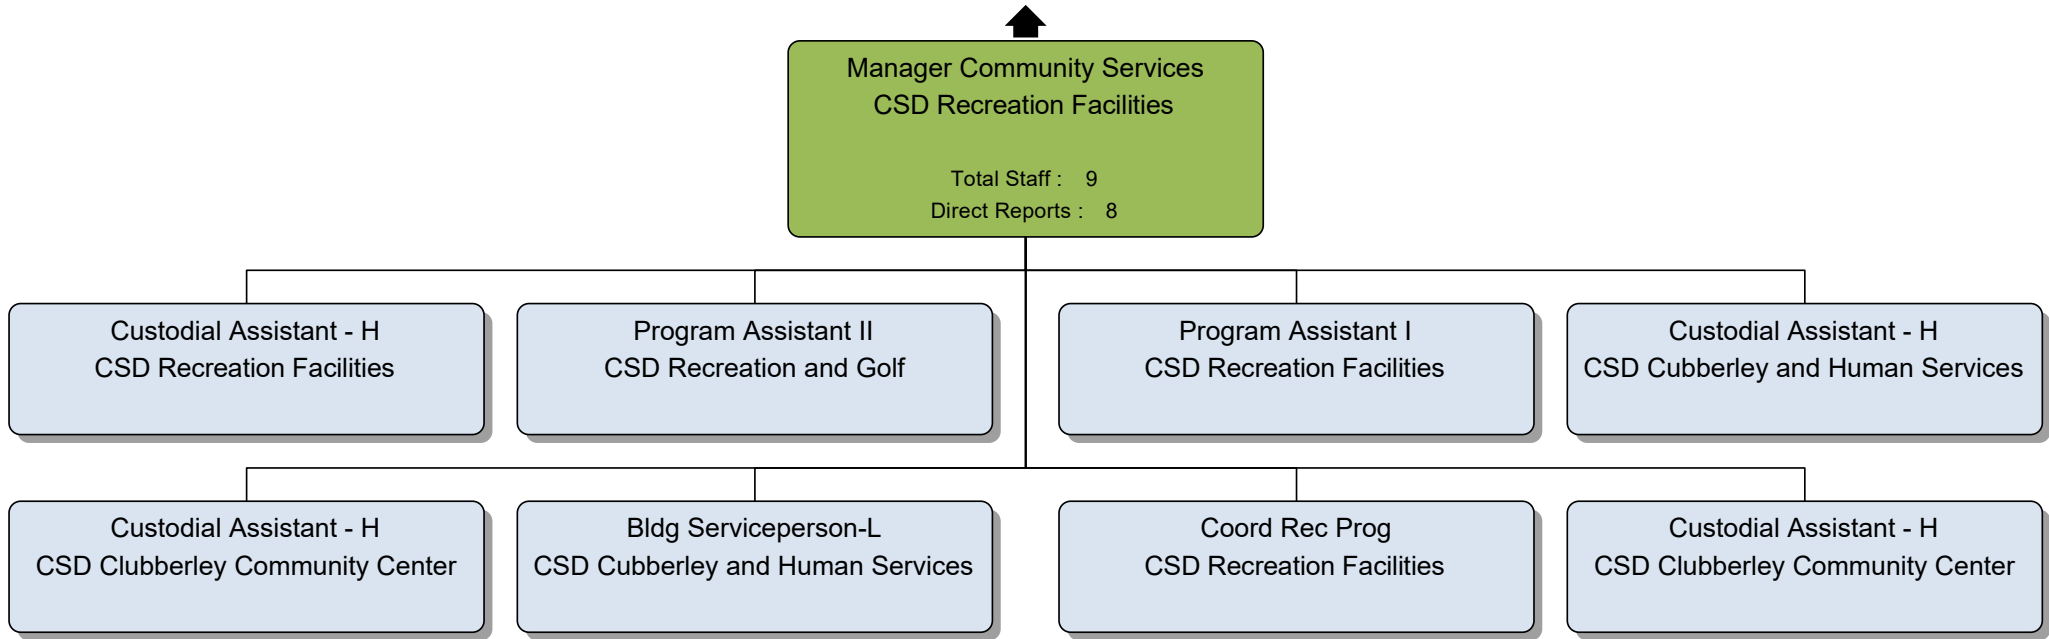 Manager Community Services
CSD Recreation Facilities
Total Staff : 9
Direct Reports : 8
Custodial Assistant - H
CSD Recreation Facilities
Program Assistant II
CSD Recreation and Golf
Program Assistant I
CSD Recreation Facilities
Custodial Assistant - H
CSD Cubberley and Human Services
Custodial Assistant - H
CSD Clubberley Community Center
Bldg Serviceperson-L
CSD Cubberley and Human Services
Coord Rec Prog
CSD Recreation Facilities
Custodial Assistant - H
CSD Clubberley Community Center